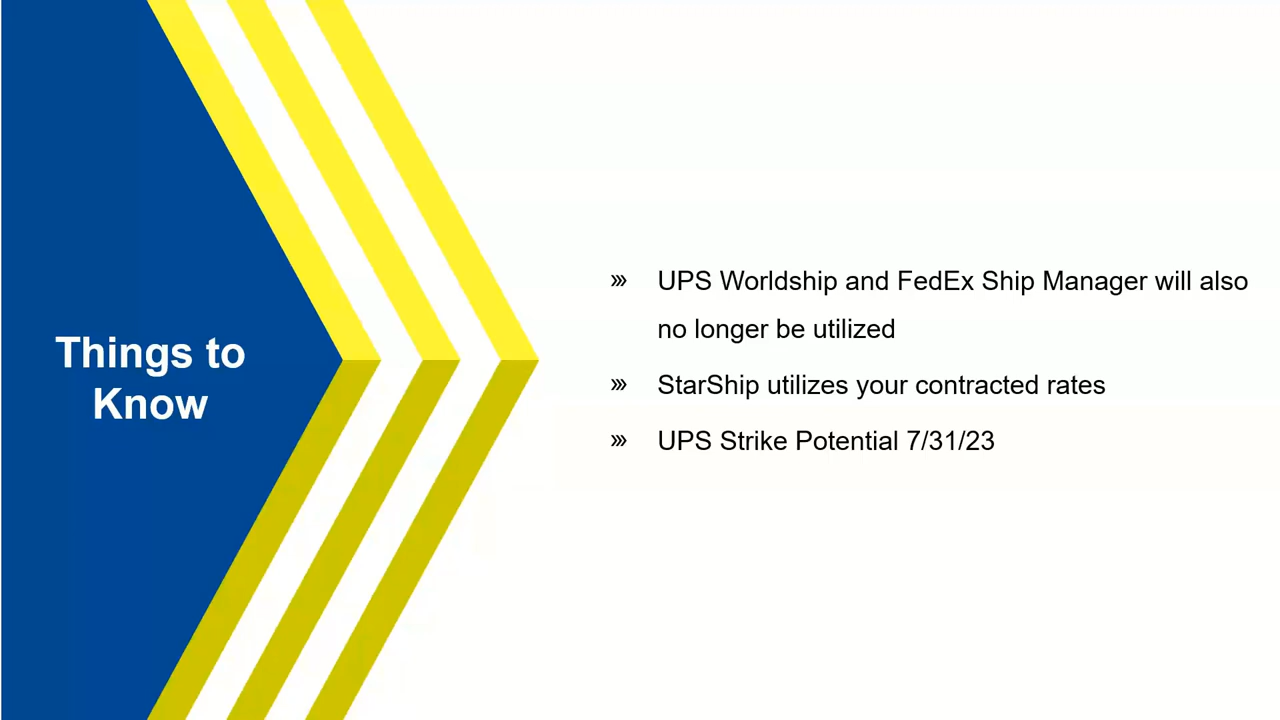 Things to
Know
» UPS Worldship and FedEx Ship Manager will also
no longer be utilized
» StarShip utilizes your contracted rates
» UPS Strike Potential 7/31/23